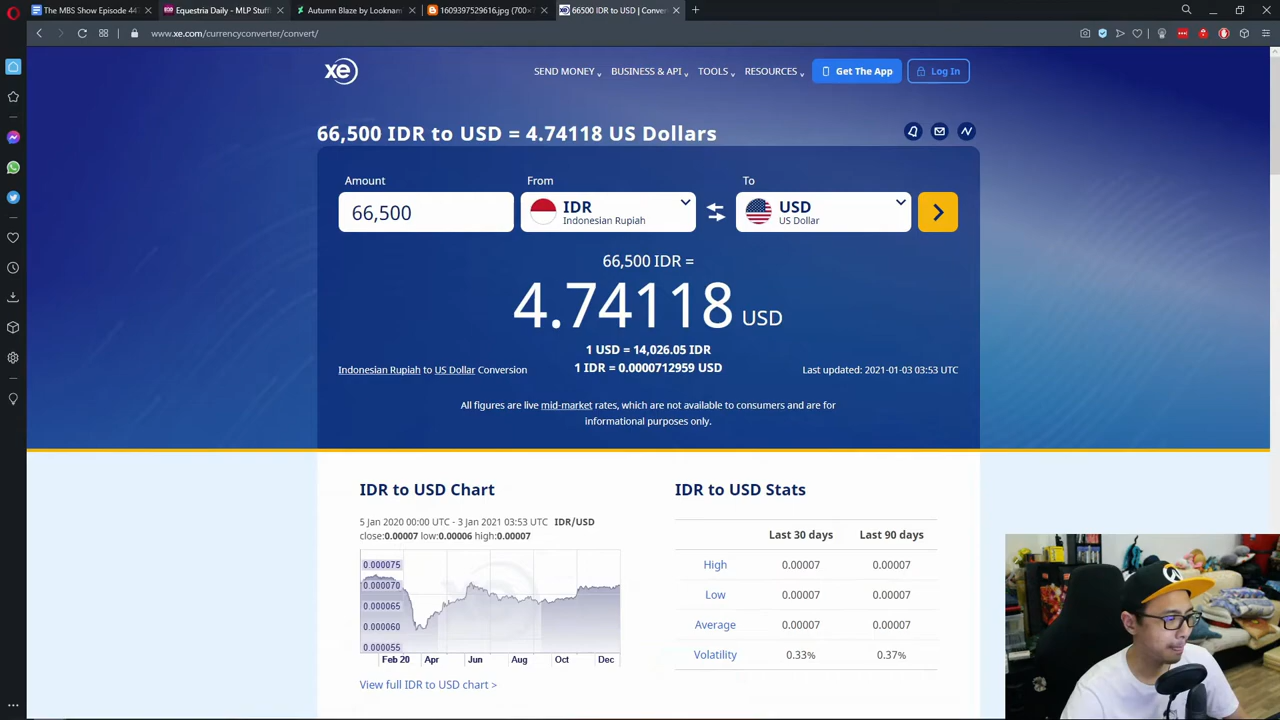 The MBS Show Episode 44
Equestria Daily - MLP Stuff!
Autumn Blaze by Looknam
1609397529616.jpg (700×
66500 IDR to USD | Conver
www.xe.com/currencyconverter/convert/
xe
SEND MONEY
BUSINESS & API
TOOLS
RESOURCES
Get The App
Log In
66,500 IDR to USD = 4.74118 US Dollars
Amount
From
To
66,500
IDR
Indonesian Rupiah
USD
US Dollar
66,500 IDR =
4.74118 USD
1 USD = 14,026.05 IDR
1 IDR = 0.0000712959 USD
Indonesian Rupiah to US Dollar Conversion
Last updated: 2021-01-03 03:53 UTC
All figures are live mid-market rates, which are not available to consumers and are for
informational purposes only.
IDR to USD Chart
5 Jan 2020 00:00 UTC - 3 Jan 2021 03:53 UTC IDR/USD
close:0.00007 low:0.00006 high:0.00007
0.000075
0.000070
0.000065
0.000060
0.000055
Feb 20 Apr Jun Aug Oct Dec
View full IDR to USD chart >
IDR to USD Stats
Last 30 days Last 90 days
High 0.00007 0.00007
Low 0.00007 0.00007
Average 0.00007 0.00007
Volatility 0.33% 0.37%